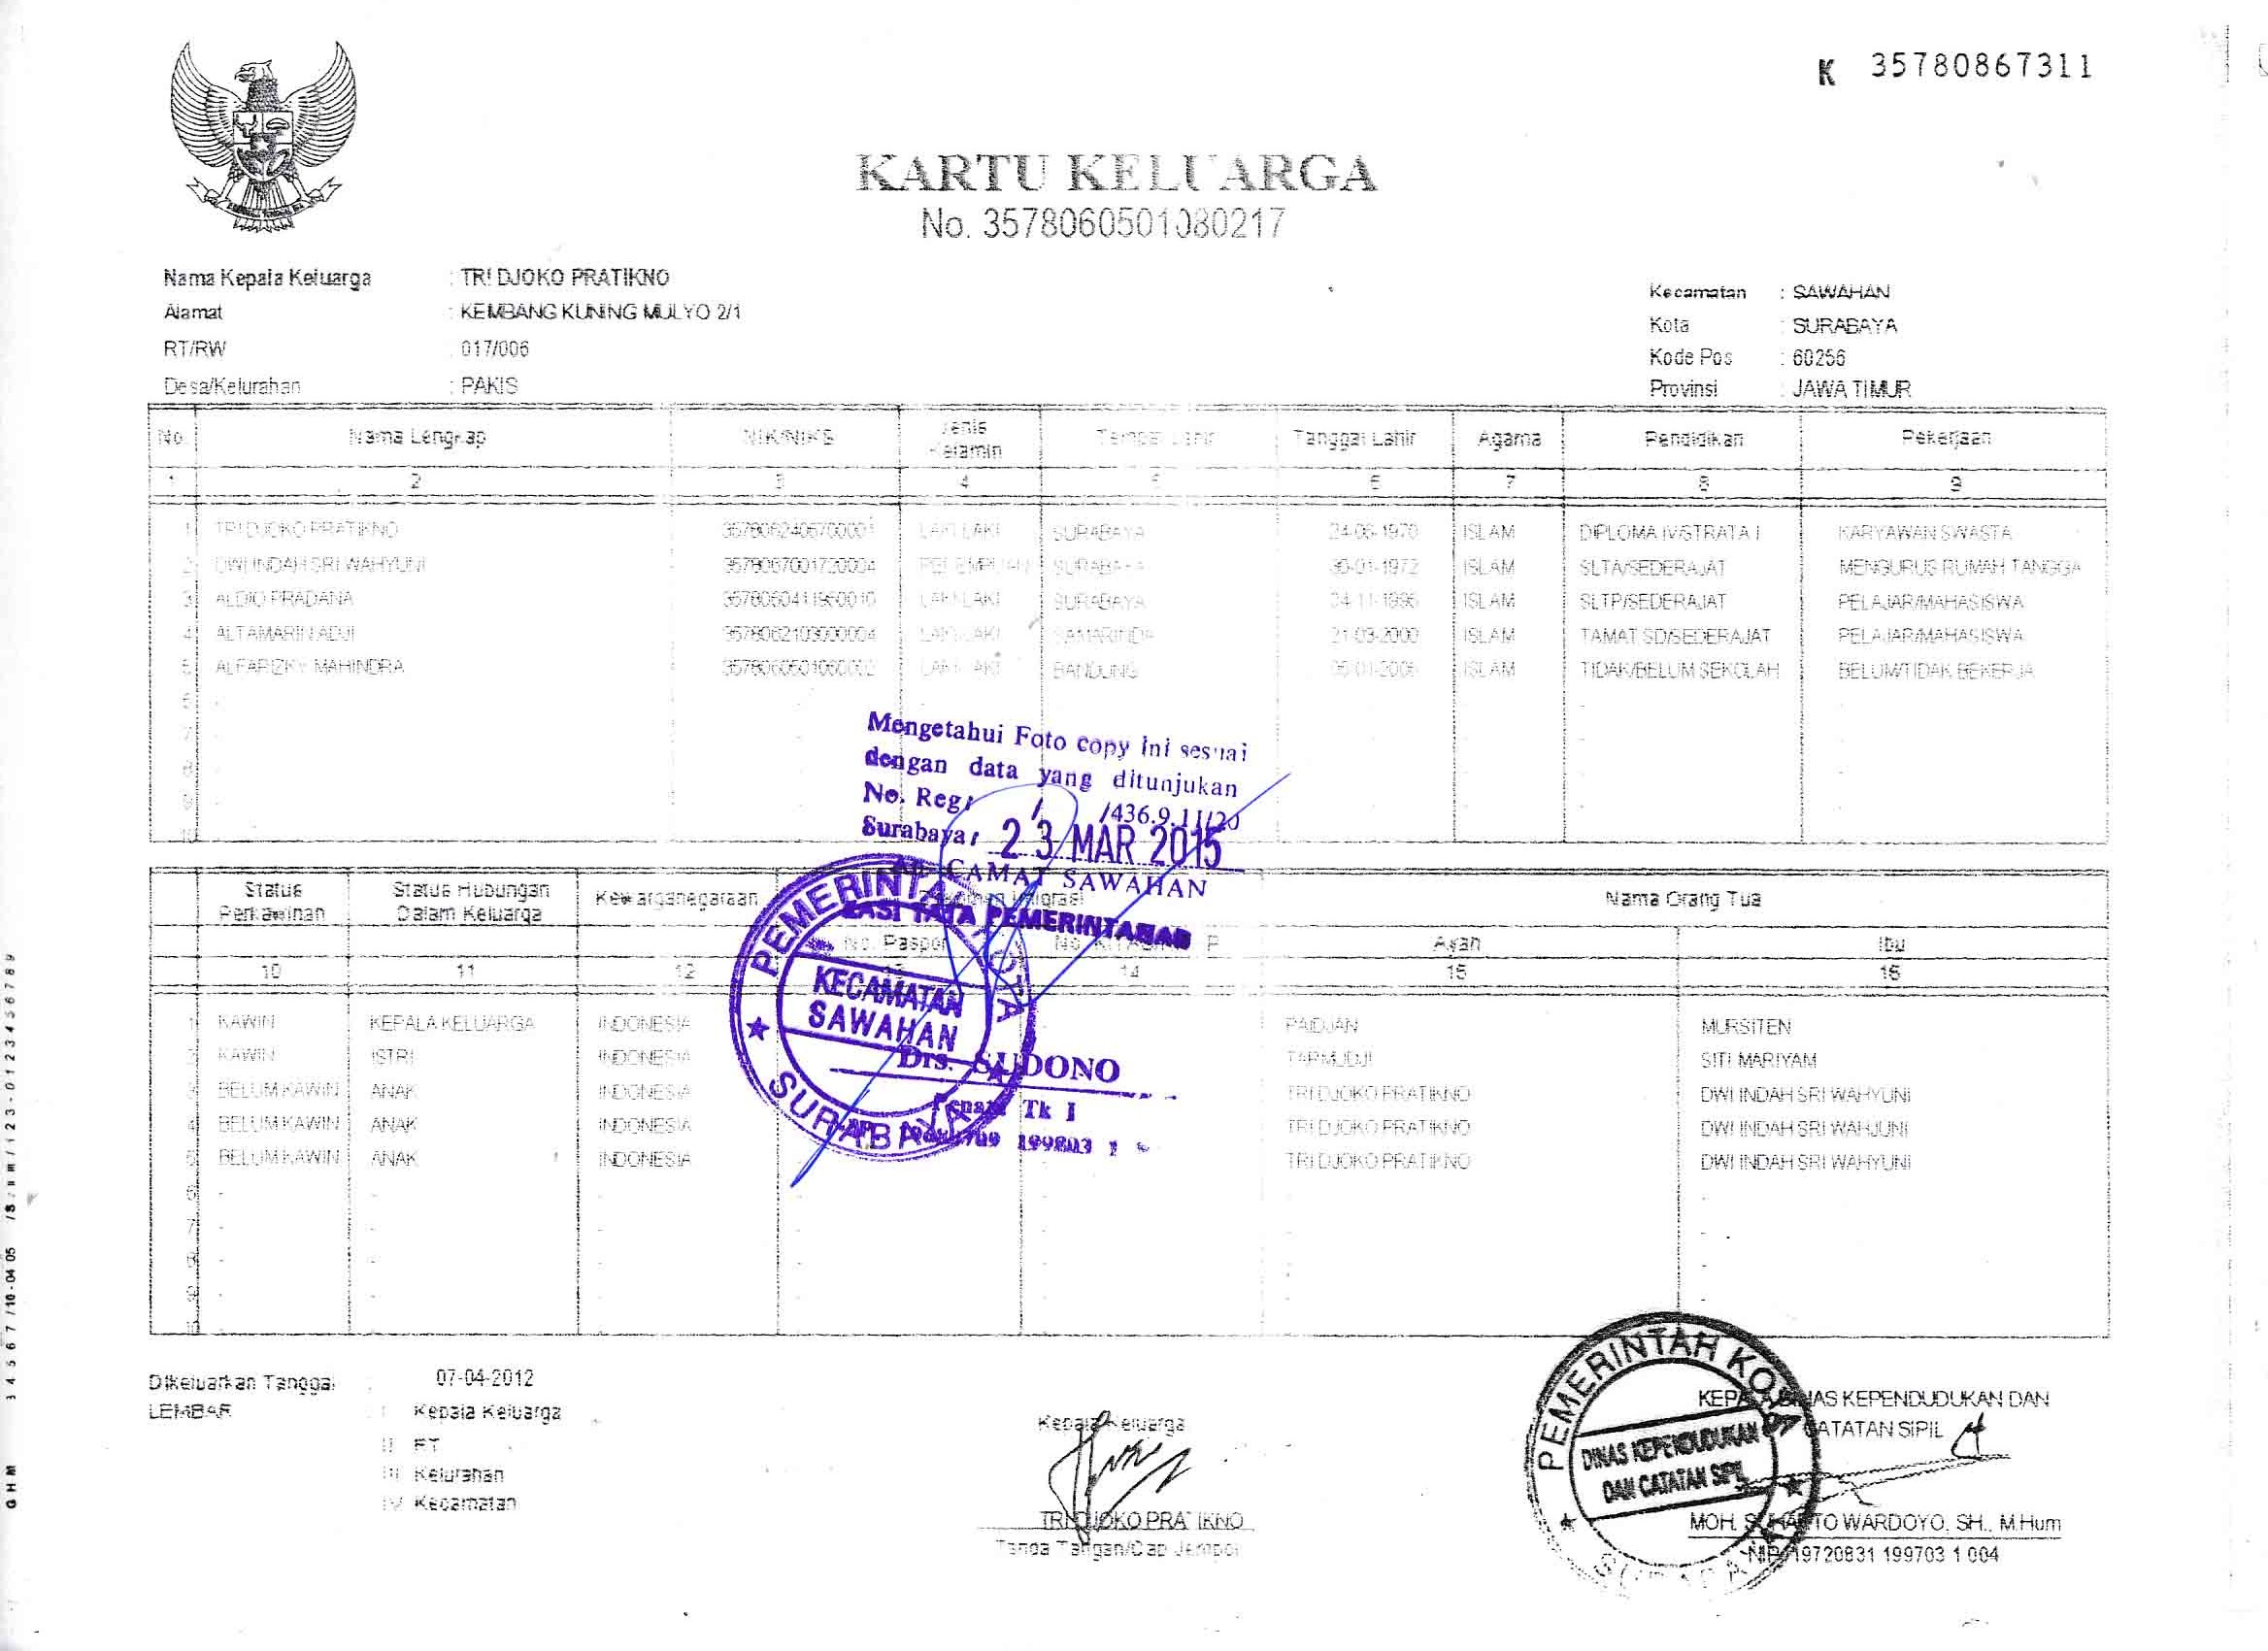 K 35780867311
KARTU KELUARGA
No. 3578060501080217
Nama Kepala Keluarga : TRI DJOKO PRATIKNO
Alamat : KEMBANG KUNING MULYO 2/1
RT/RW : 017/006
Desa/Kelurahan : PAKIS
Kecamatan : SAWAHAN
Kota : SURABAYA
Kode Pos : 60256
Provinsi : JAWA TIMUR
No. Nama Lengkap NIK/NIKS Jenis Kelamin Tempat Lahir Tanggal Lahir Agama Pendidikan Pekerjaan
1 2 3 4 5 6 7 8 9
1 TRI DJOKO PRATIKNO 3578062406700001 LAKI LAKI SURABAYA 24-06-1970 ISLAM DIPLOMA IV/STRATA I KARYAWAN SWASTA
2 DWI INDAH SRI WAHYUNI 3578067001720004 PEREMPUAN SURABAYA 30-01-1972 ISLAM SLTA/SEDERAJAT MENGURUS RUMAH TANGGA
3 ALDIO PRADANA 3578060411960010 LAKI LAKI SURABAYA 04-11-1996 ISLAM SLTP/SEDERAJAT PELAJAR/MAHASISWA
4 ALTAMARIN ADJI 3578062103000004 LAKI LAKI SAMARINDA 21-03-2000 ISLAM TAMAT SD/SEDERAJAT PELAJAR/MAHASISWA
5 ALFARIZKY MAHINDRA LAKI LAKI BANDUNG ISLAM TIDAK/BELUM SEKOLAH BELUM/TIDAK BEKERJA
6 -
7 -
8 -
9 -
10
Mengetahui Foto copy ini sesuai
dengan data yang ditunjukan
No. Reg: / /436.9.11/20
Surabaya: 23 MAR 2015
An. CAMAT SAWAHAN
KASI TATA PEMERINTAHAN
PEMERINTAH KOTA
KECAMATAN
SAWAHAN
SURABAYA
Drs. SUDONO
Penata Tk I
Status Perkawinan Status Hubungan Dalam Keluarga Kewarganegaraan Nama Orang Tua
No. Paspor Ayah Ibu
10 11 12 13 14 15 16
1 KAWIN KEPALA KELUARGA INDONESIA PAIDJAN MURSITEN
2 KAWIN ISTRI INDONESIA TARMUDJI SITI MARIYAM
3 BELUM KAWIN ANAK INDONESIA TRI DJOKO PRATIKNO DWI INDAH SRI WAHYUNI
4 BELUM KAWIN ANAK INDONESIA TRI DJOKO PRATIKNO DWI INDAH SRI WAHJUNI
5 BELUM KAWIN ANAK INDONESIA TRI DJOKO PRATIKNO DWI INDAH SRI WAHYUNI
6 -
7 -
8 -
9 -
10
Dikeluarkan Tanggal : 07-04-2012
LEMBAR : I Kepala Keluarga
II RT
III Kelurahan
IV Kecamatan
Kepala Keluarga
TRI DJOKO PRATIKNO
Tanda Tangan/Cap Jempol
KEPALA DINAS KEPENDUDUKAN DAN
CATATAN SIPIL
PEMERINTAH KOTA
DINAS KEPENDUDUKAN
DAN CATATAN SIPIL
SURABAYA
MOH. SUHARTO WARDOYO, SH., M.Hum
NIP. 19720831 199703 1 004